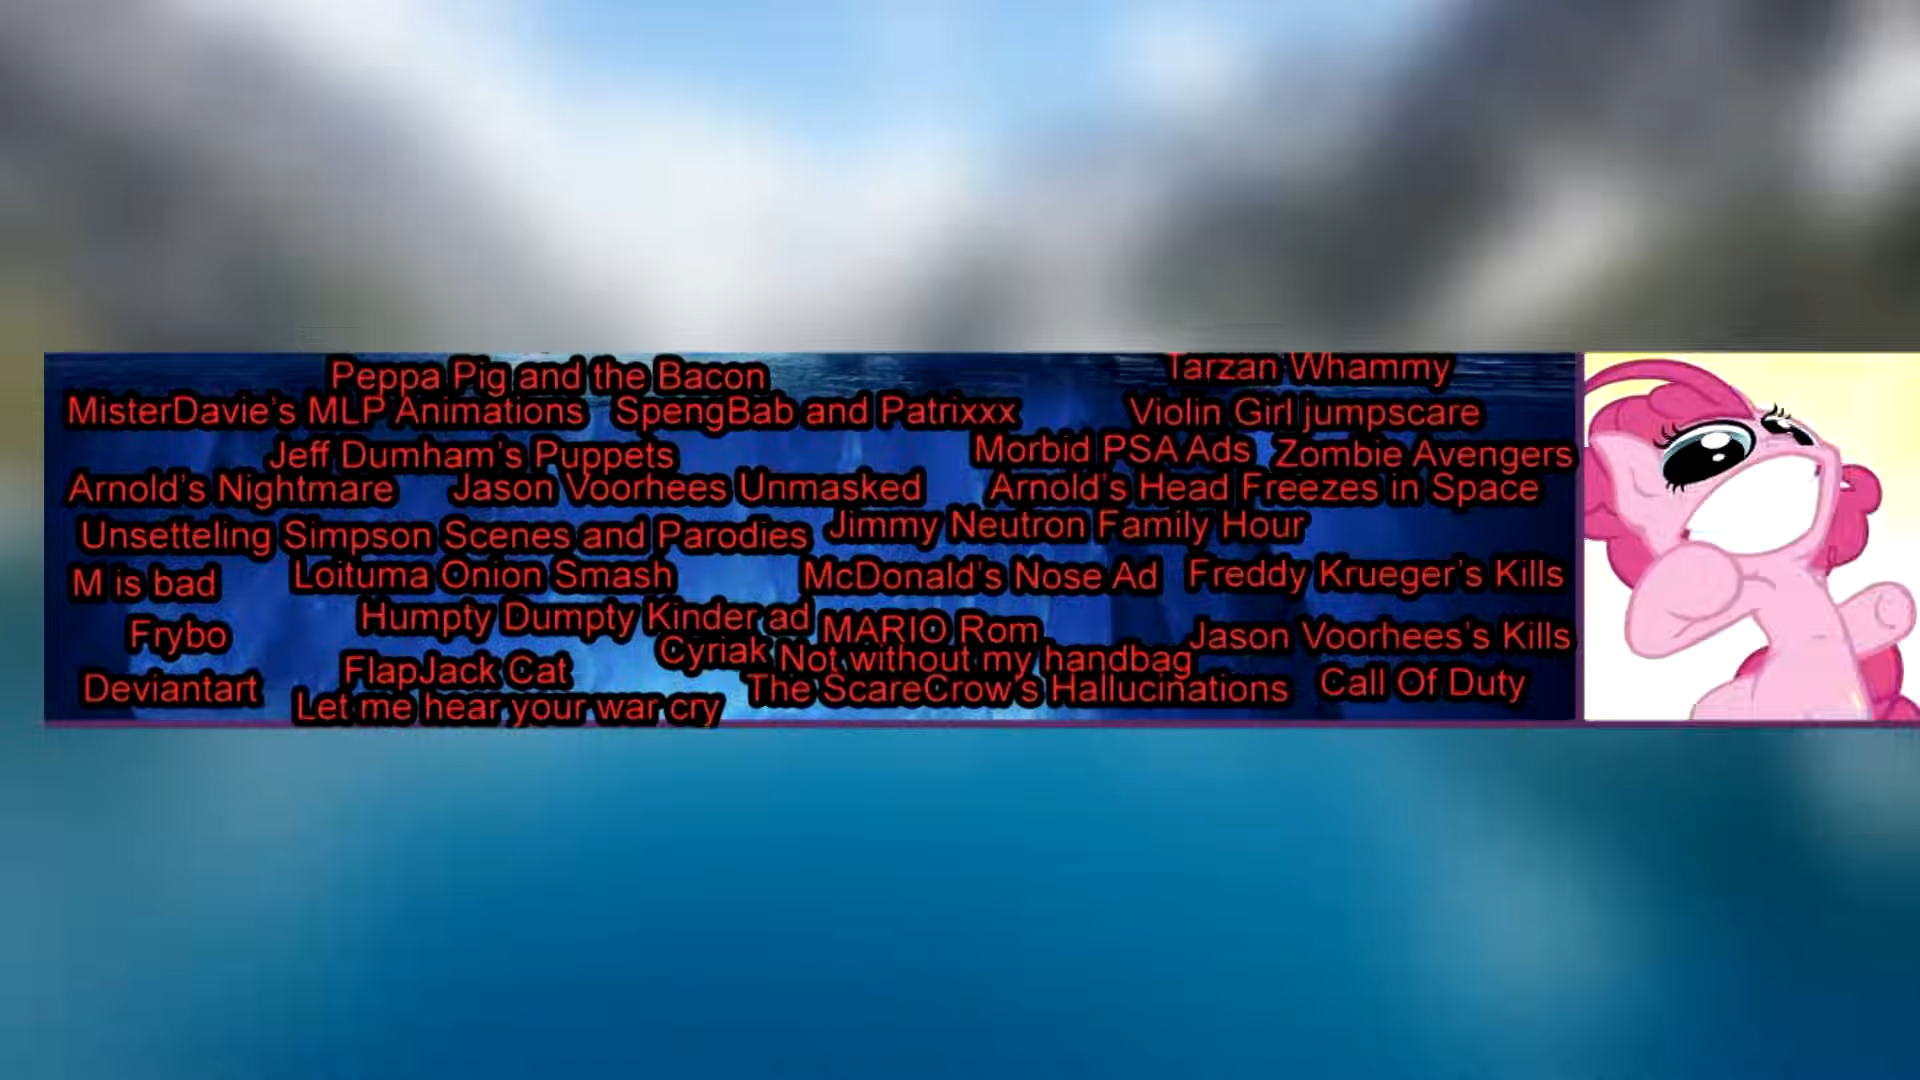 Peppa Pig and the Bacon
Tarzan Whammy
MisterDavie's MLP Animations
SpengBab and Patrixxx
Violin Girl jumpscare
Jeff Dumham's Puppets
Morbid PSA Ads
Zombie Avengers
Arnold's Nightmare
Jason Voorhees Unmasked
Arnold's Head Freezes in Space
Unsetteling Simpson Scenes and Parodies
Jimmy Neutron Family Hour
M is bad
Loituma Onion Smash
McDonald's Nose Ad
Freddy Krueger's Kills
Humpty Dumpty Kinder ad
MARIO Rom
Frybo
Cyriak
Not without my handbag
Jason Voorhees's Kills
FlapJack Cat
Deviantart
The ScareCrow's Hallucinations
Call Of Duty
Let me hear your war cry